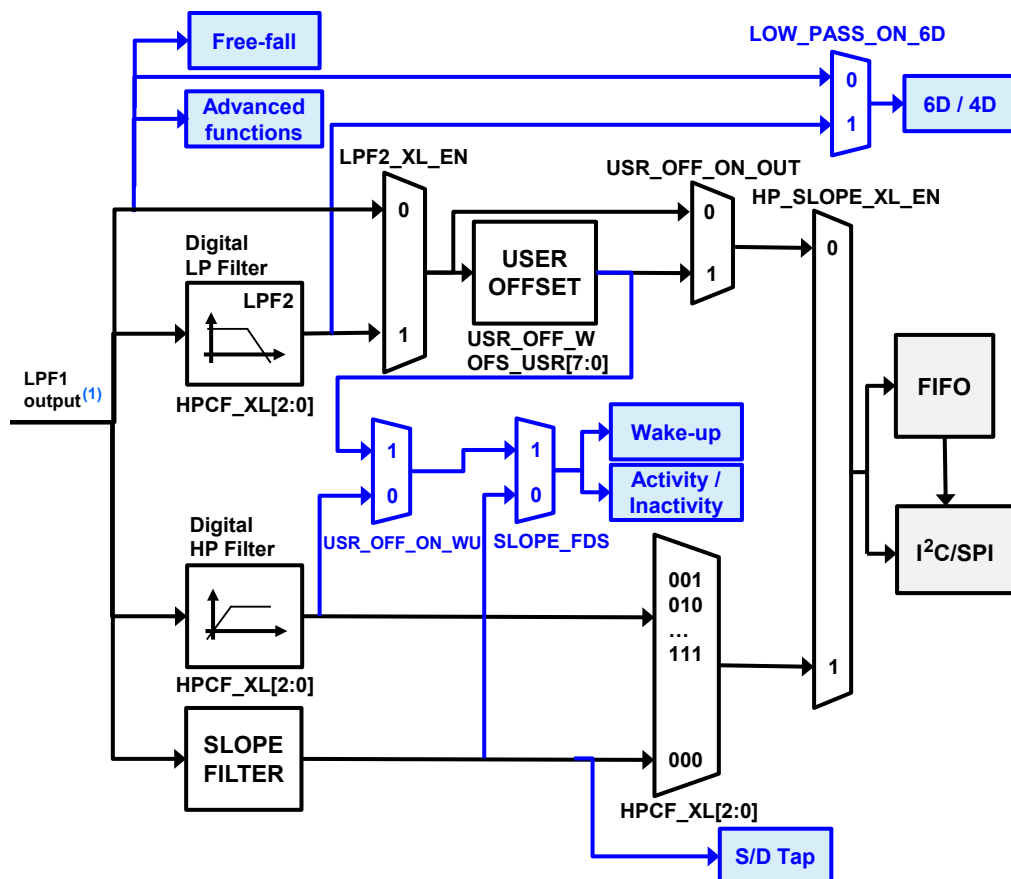 Free-fall
LOW_PASS_ON_6D
0
6D / 4D
Advanced
functions
1
LPF2_XL_EN
USR_OFF_ON_OUT
HP_SLOPE_XL_EN
0
0
Digital
LP Filter
USER
OFFSET
0
LPF2
1
1
USR_OFF_W
OFS_USR[7:0]
LPF1
output(1)
HPCF_XL[2:0]
FIFO
1
1
Wake-up
0
0
Activity /
Inactivity
Digital
HP Filter
USR_OFF_ON_WU
SLOPE_FDS
I2C/SPI
001
010
...
111
HPCF_XL[2:0]
1
SLOPE
FILTER
000
HPCF_XL[2:0]
S/D Tap